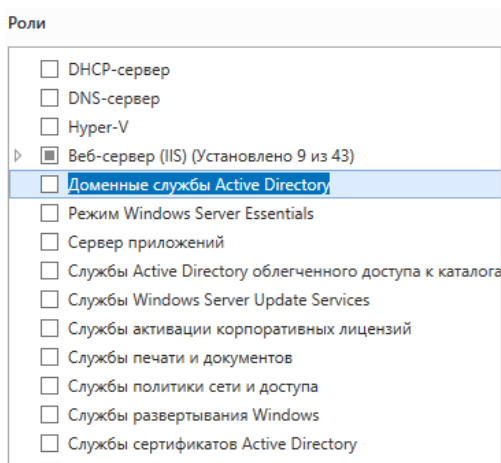 Роли
DHCP-сервер
DNS-сервер
Hyper-V
Веб-сервер (IIS) (Установлено 9 из 43)
Доменные службы Active Directory
Режим Windows Server Essentials
Сервер приложений
Службы Active Directory облегченного доступа к каталога
Службы Windows Server Update Services
Службы активации корпоративных лицензий
Службы печати и документов
Службы политики сети и доступа
Службы развертывания Windows
Службы сертификатов Active Directory